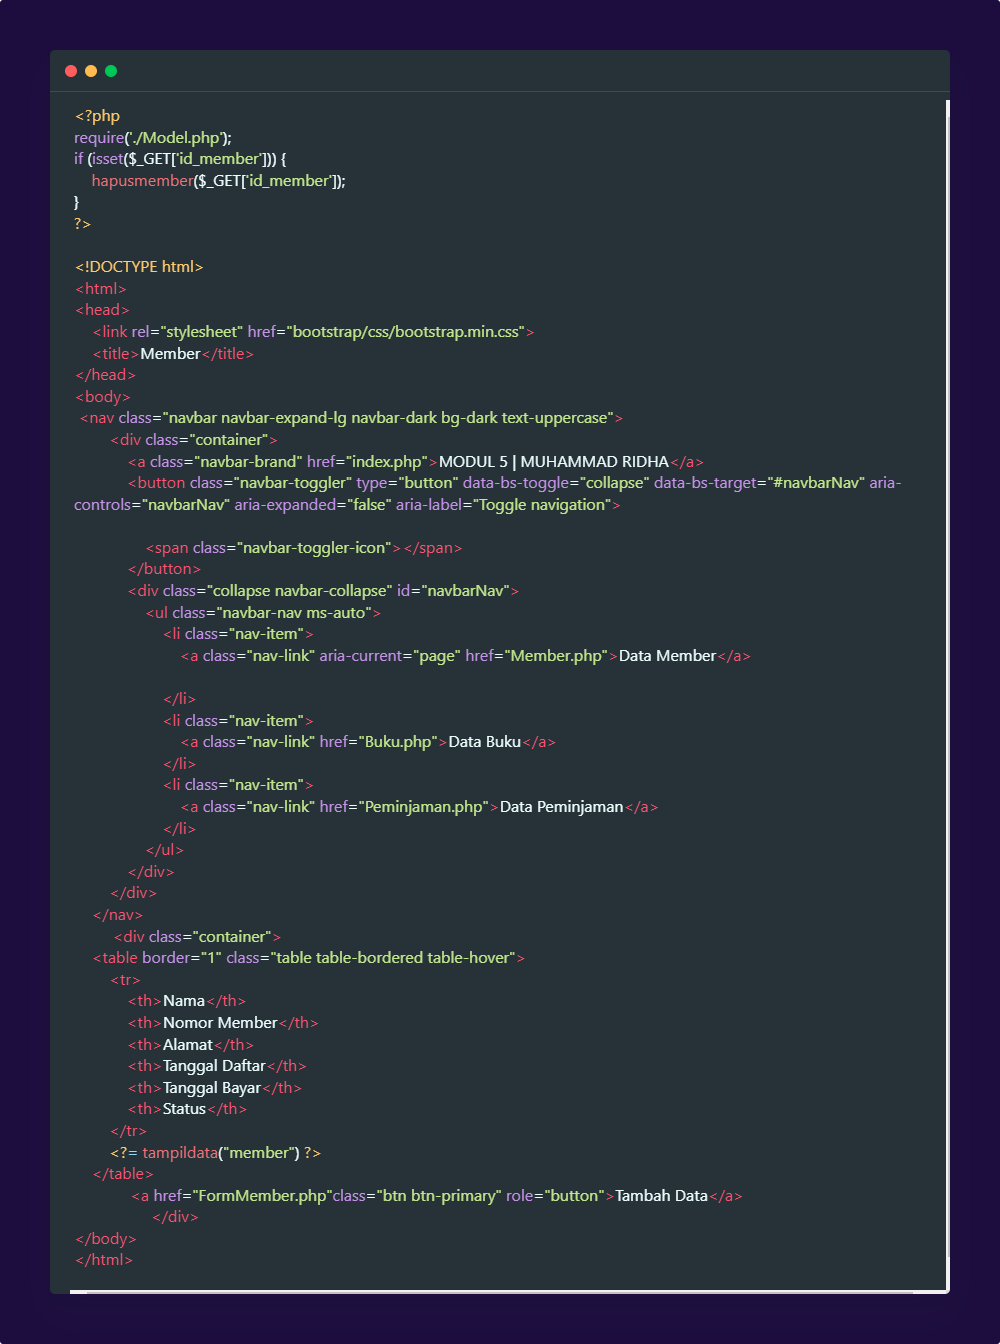 <?php
require('./Model.php');
if (isset($_GET['id_member'])) {
    hapusmember($_GET['id_member']);
}
?>

<!DOCTYPE html>
<html>
<head>
    <link rel="stylesheet" href="bootstrap/css/bootstrap.min.css">
    <title>Member</title>
</head>
<body>
 <nav class="navbar navbar-expand-lg navbar-dark bg-dark text-uppercase">
        <div class="container">
            <a class="navbar-brand" href="index.php">MODUL 5 | MUHAMMAD RIDHA</a>
            <button class="navbar-toggler" type="button" data-bs-toggle="collapse" data-bs-target="#navbarNav" aria-
controls="navbarNav" aria-expanded="false" aria-label="Toggle navigation">

                <span class="navbar-toggler-icon"></span>
            </button>
            <div class="collapse navbar-collapse" id="navbarNav">
                <ul class="navbar-nav ms-auto">
                    <li class="nav-item">
                        <a class="nav-link" aria-current="page" href="Member.php">Data Member</a>

                    </li>
                    <li class="nav-item">
                        <a class="nav-link" href="Buku.php">Data Buku</a>
                    </li>
                    <li class="nav-item">
                        <a class="nav-link" href="Peminjaman.php">Data Peminjaman</a>
                    </li>
                </ul>
            </div>
        </div>
    </nav>
         <div class="container">
    <table border="1" class="table table-bordered table-hover">
        <tr>
            <th>Nama</th>
            <th>Nomor Member</th>
            <th>Alamat</th>
            <th>Tanggal Daftar</th>
            <th>Tanggal Bayar</th>
            <th>Status</th>
        </tr>
        <?= tampildata("member") ?>
    </table>
             <a href="FormMember.php"class="btn btn-primary" role="button">Tambah Data</a>
                  </div>
</body>
</html>